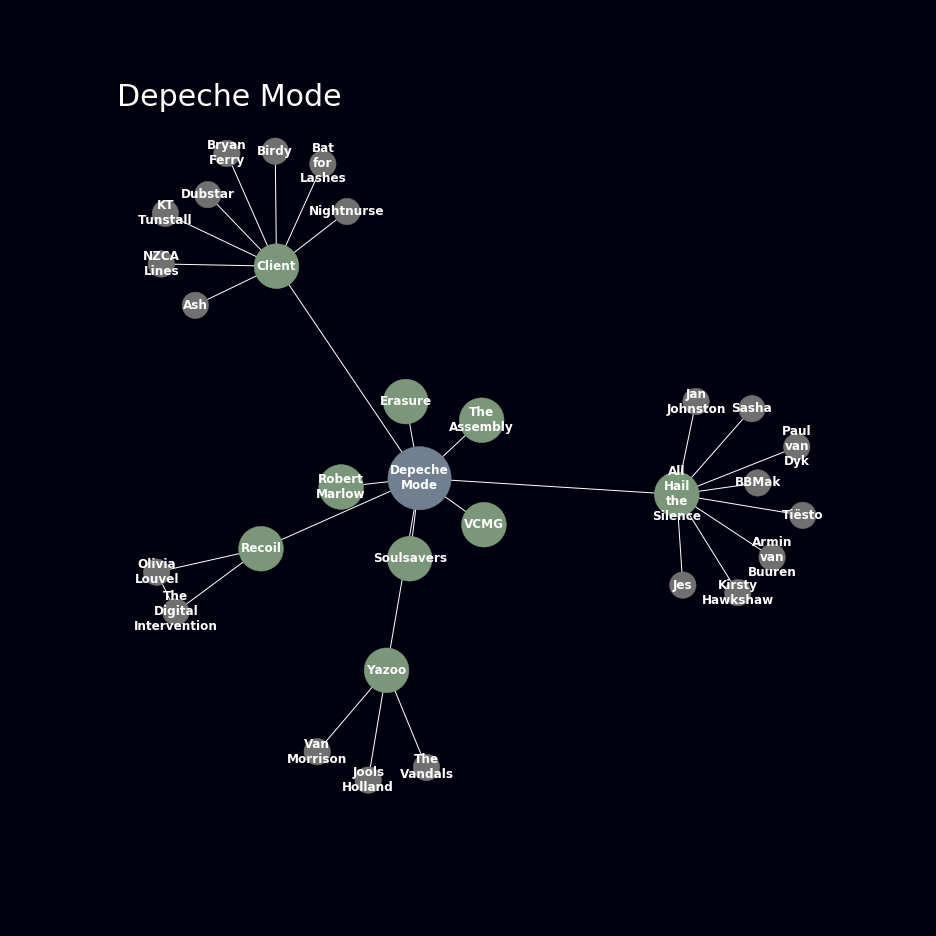 Depeche Mode
Bryan
Ferry
Birdy
Bat
for
Lashes
Dubstar
KT
Tunstall
Nightnurse
NZCA
Lines
Client
Ash
Erasure
The
Assembly
Jan
Johnston
Sasha
Paul
van
Dyk
Depeche
Mode
Robert
Marlow
All
Hail
the
Silence
BBMak
Tiësto
VCMG
Recoil
Soulsavers
Armin
van
Buuren
Olivia
Louvel
Jes
Kirsty
Hawkshaw
The
Digital
Intervention
Yazoo
Van
Morrison
Jools
Holland
The
Vandals